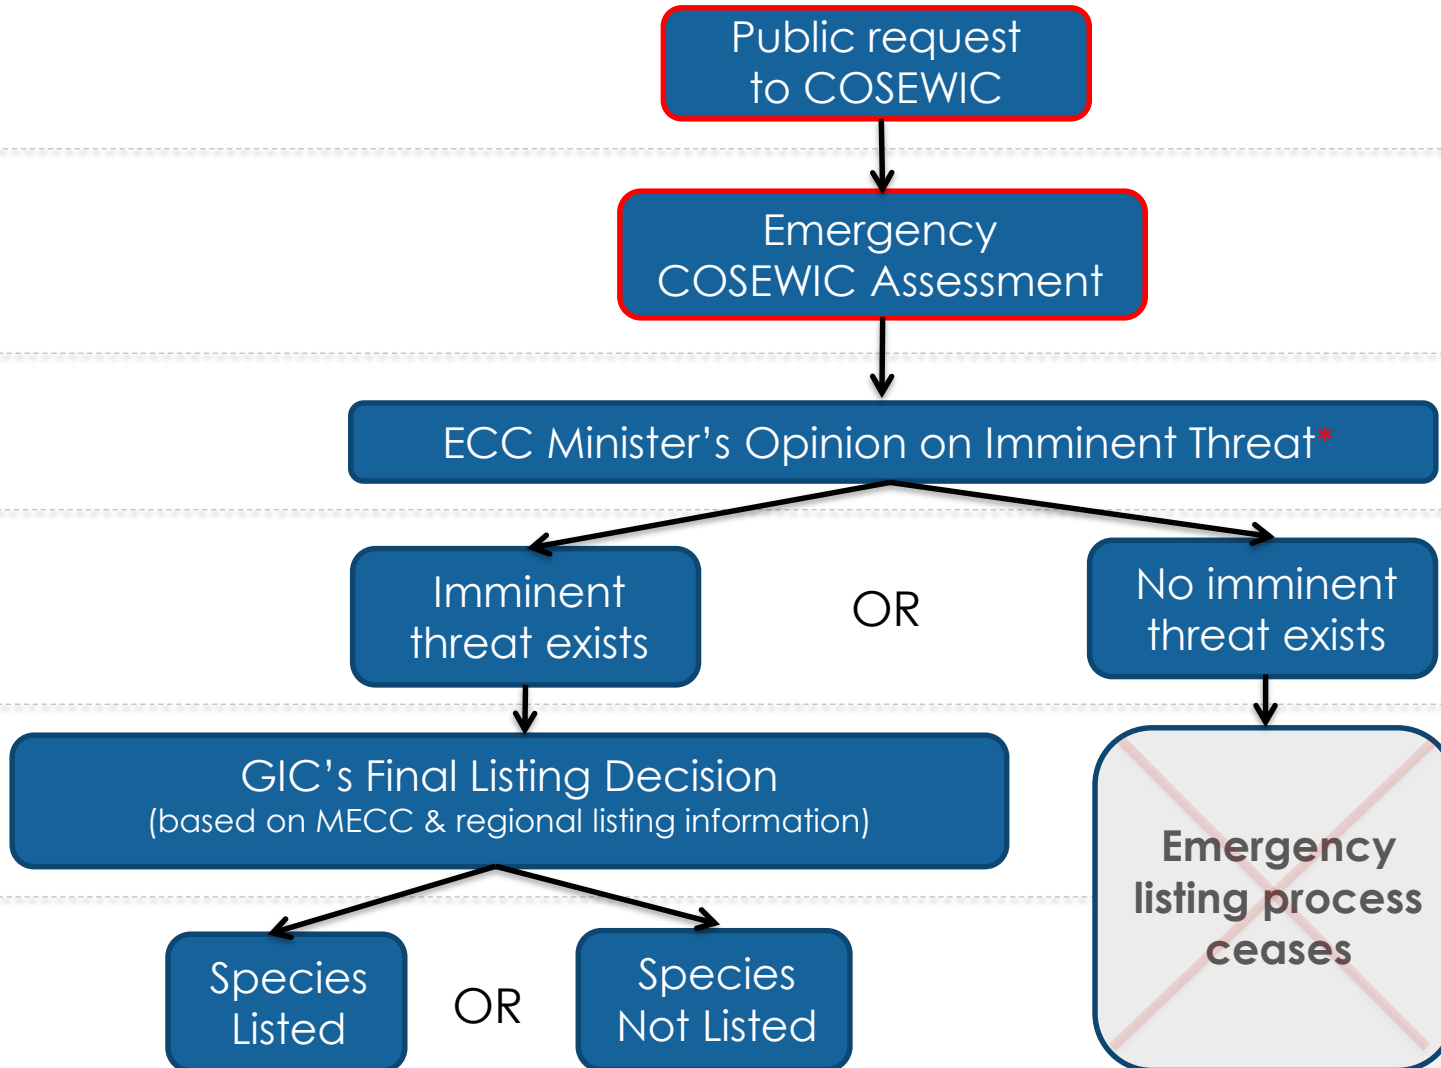 Public request
to COSEWIC
Emergency
COSEWIC Assessment
ECC Minister’s Opinion on Imminent Threat*
Imminent
threat exists
OR
No imminent
threat exists
GIC’s Final Listing Decision
(based on MECC & regional listing information)
Emergency
listing process
ceases
Species
Listed
OR
Species
Not Listed